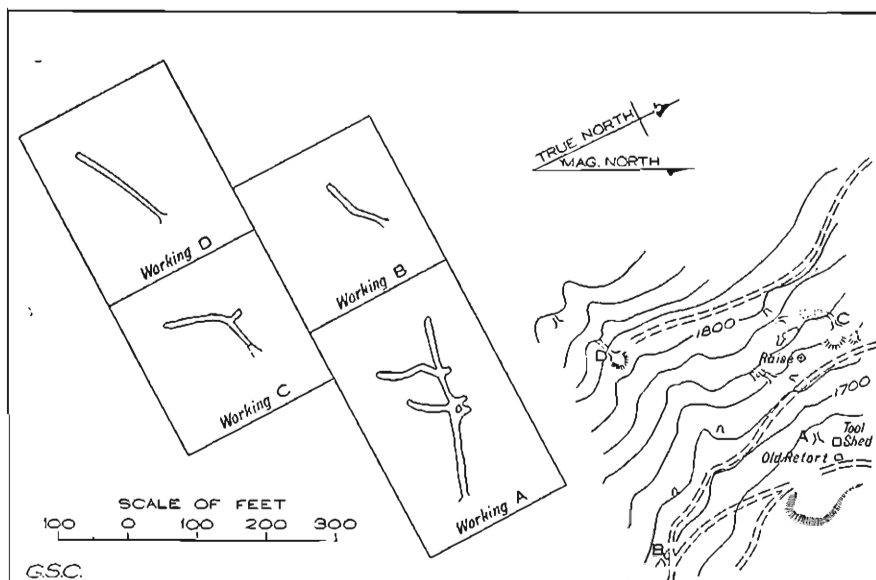 TRUE NORTH
MAG. NORTH
Working D
Working B
Working C
Working A
1800
C
D
Raise
1700
A
Tool
Shed
Old Retort
B
SCALE OF FEET
100 0 100 200 300
G.S.C.